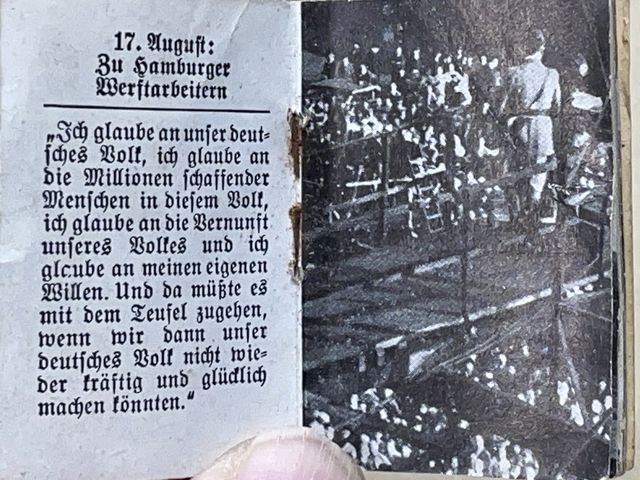 17. August:
Zu Hamburger
Werftarbeitern
„Ich glaube an unser deut-
sches Volk, ich glaube an
die Millionen schaffender
Menschen in diesem Volk,
ich glaube an die Vernunft
unseres Volkes und ich
glaube an meinen eigenen
Willen. Und da müßte es
mit dem Teufel zugehen,
wenn wir dann unser
deutsches Volk nicht wie-
der kräftig und glücklich
machen könnten.“